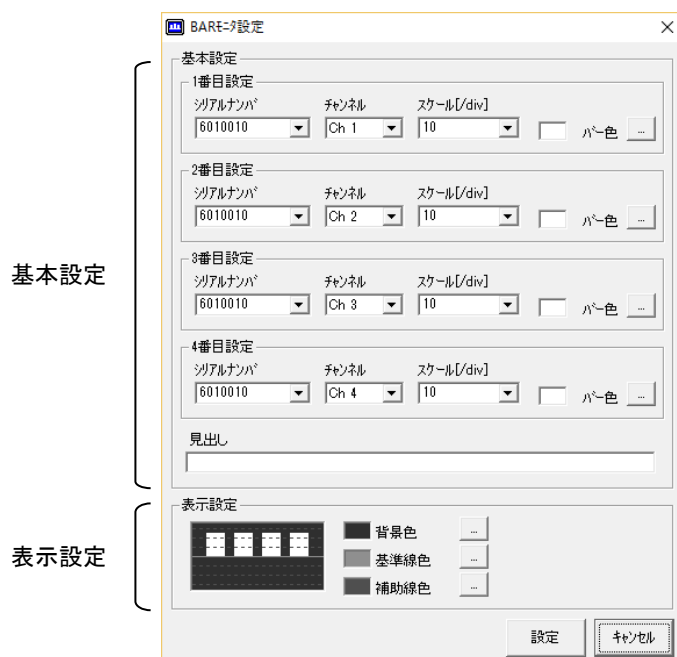 BARﾓﾆﾀ設定
基本設定
1番目設定
ｼﾘｱﾙﾅﾝﾊﾞ ﾁｬﾝﾈﾙ ｽｹｰﾙ[/div]
6010010 Ch 1 10 ﾊﾞｰ色 ...
2番目設定
ｼﾘｱﾙﾅﾝﾊﾞ ﾁｬﾝﾈﾙ ｽｹｰﾙ[/div]
6010010 Ch 2 10 ﾊﾞｰ色 ...
3番目設定
ｼﾘｱﾙﾅﾝﾊﾞ ﾁｬﾝﾈﾙ ｽｹｰﾙ[/div]
6010010 Ch 3 10 ﾊﾞｰ色 ...
4番目設定
ｼﾘｱﾙﾅﾝﾊﾞ ﾁｬﾝﾈﾙ ｽｹｰﾙ[/div]
6010010 Ch 4 10 ﾊﾞｰ色 ...
見出し
基本設定
表示設定
背景色 ...
基準線色 ...
補助線色 ...
表示設定
設定 ｷｬﾝｾﾙ